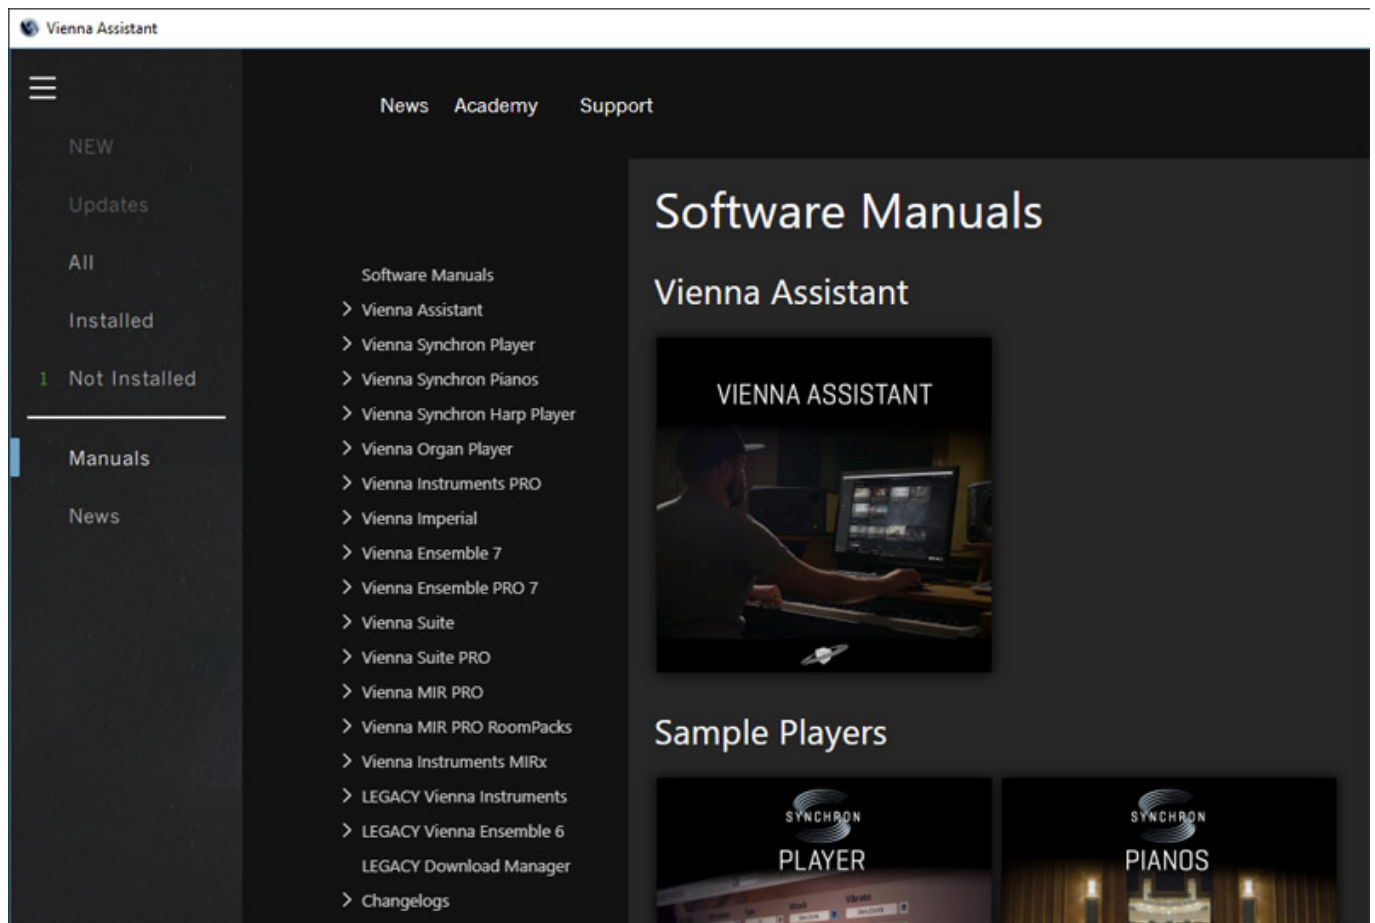 Vienna Assistant
News Academy Support
NEW
Updates
All
Installed
1 Not Installed
Manuals
News
Software Manuals
Vienna Assistant
Vienna Synchron Player
Vienna Synchron Pianos
Vienna Synchron Harp Player
Vienna Organ Player
Vienna Instruments PRO
Vienna Imperial
Vienna Ensemble 7
Vienna Ensemble PRO 7
Vienna Suite
Vienna Suite PRO
Vienna MIR PRO
Vienna MIR PRO RoomPacks
Vienna Instruments MIRx
LEGACY Vienna Instruments
LEGACY Vienna Ensemble 6
LEGACY Download Manager
Changelogs
Software Manuals
Vienna Assistant
VIENNA ASSISTANT
Sample Players
SYNCHRON
PLAYER
Vibrato
SYNCHRON
PIANOS